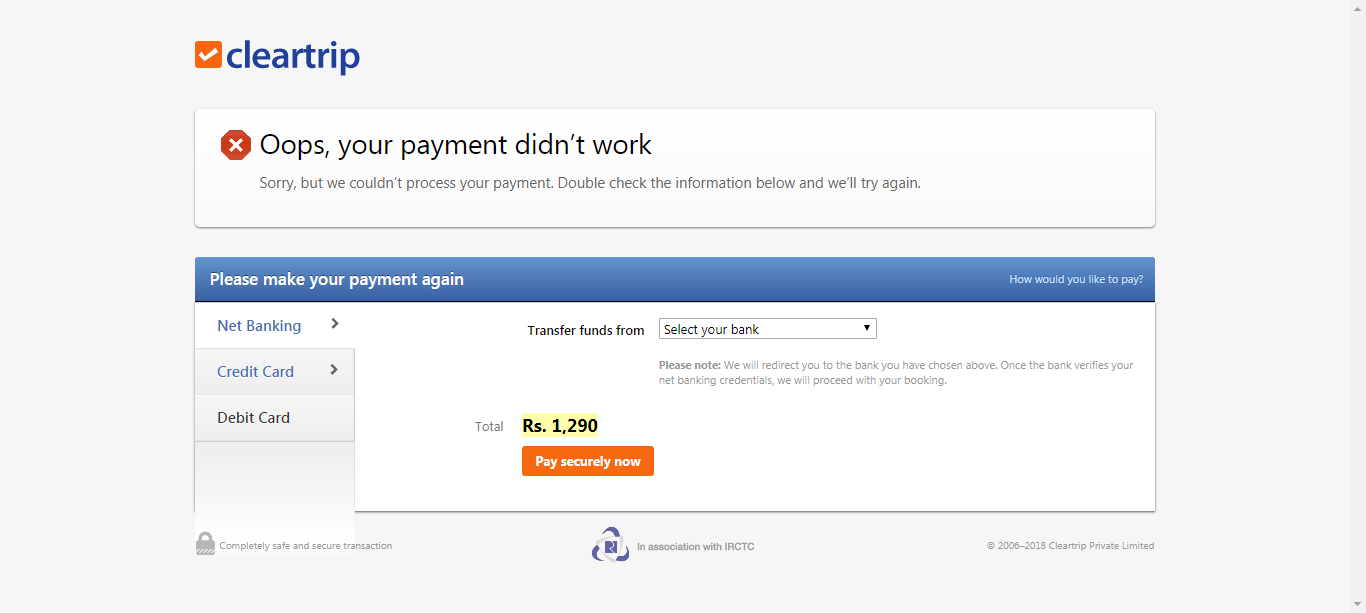 cleartrip
Oops, your payment didn't work
Sorry, but we couldn't process your payment. Double check the information below and we'll try again.
Please make your payment again
How would you like to pay?
Net Banking
Credit Card
Debit Card
Transfer funds from
Select your bank
Please note: We will redirect you to the bank you have chosen above. Once the bank verifies your
net banking credentials, we will proceed with your booking.
Total Rs. 1,290
Pay securely now
Completely safe and secure transaction
In association with IRCTC
© 2006–2018 Cleartrip Private Limited